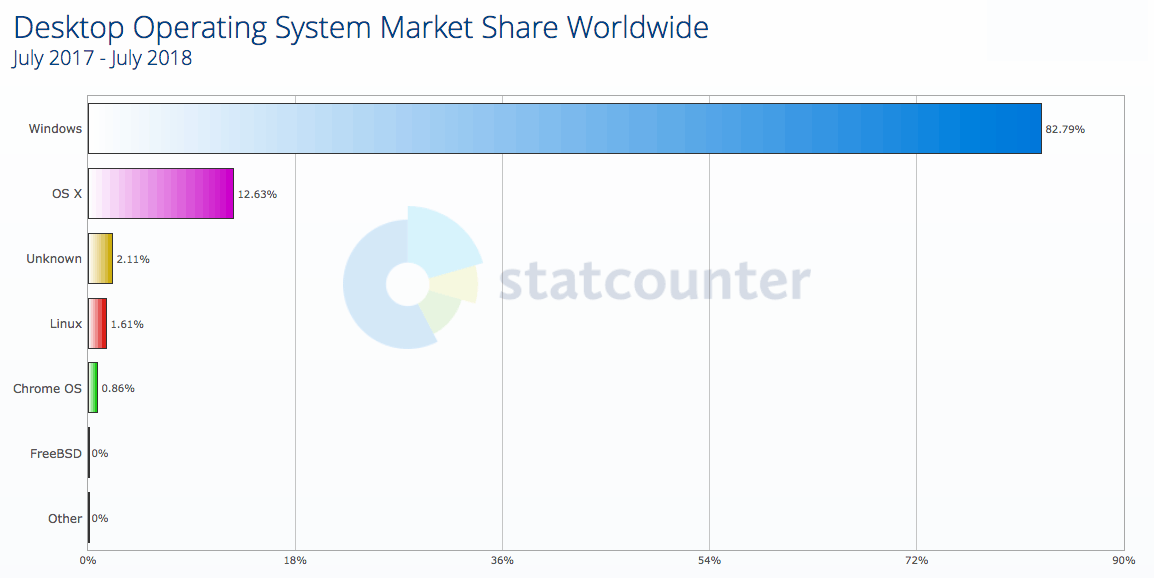 Desktop Operating System Market Share Worldwide
July 2017 - July 2018
Windows 82.79%
OS X 12.63%
statcounter
Unknown 2.11%
Linux 1.61%
Chrome OS 0.86%
FreeBSD 0%
Other 0%
0% 18% 36% 54% 72% 90%